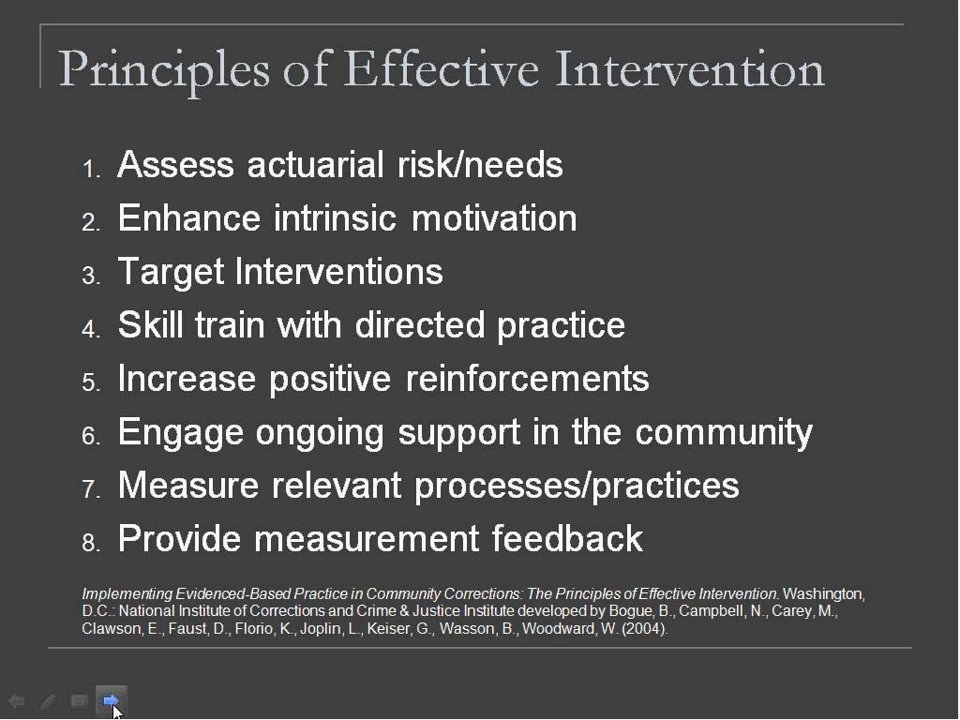 Principles of Effective Intervention
1. Assess actuarial risk/needs
2. Enhance intrinsic motivation
3. Target Interventions
4. Skill train with directed practice
5. Increase positive reinforcements
6. Engage ongoing support in the community
7. Measure relevant processes/practices
8. Provide measurement feedback
Implementing Evidenced-Based Practice in Community Corrections: The Principles of Effective Intervention. Washington,
D.C.: National Institute of Corrections and Crime & Justice Institute developed by Bogue, B., Campbell, N., Carey, M.,
Clawson, E., Faust, D., Florio, K., Joplin, L., Keiser, G., Wasson, B., Woodward, W. (2004).